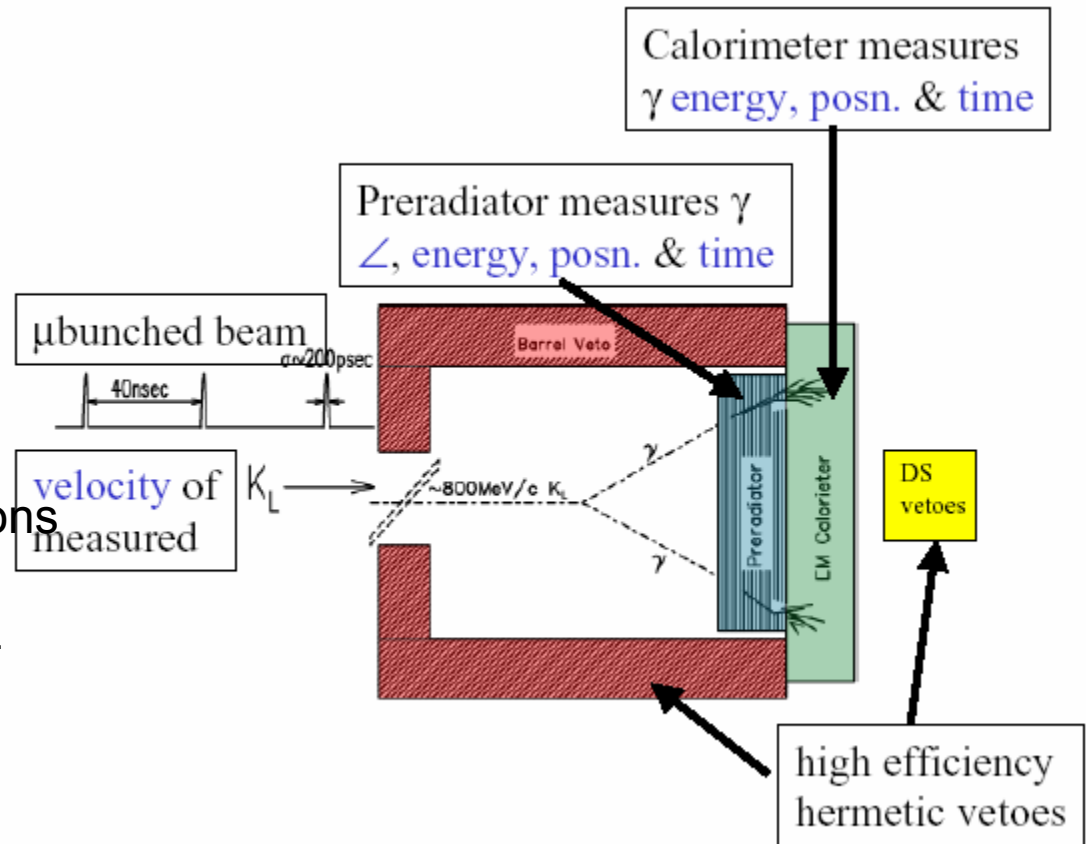 Calorimeter measures
γ energy, posn. & time
Preradiator measures γ
∠, energy, posn. & time
μbunched beam
σ~200psec
40nsec
Barrel Veto
velocity of
measured
K_L
~800MeV/c K_L
γ
γ
Preradiator
EM Calorieter
DS
vetoes
ons
high efficiency
hermetic vetoes